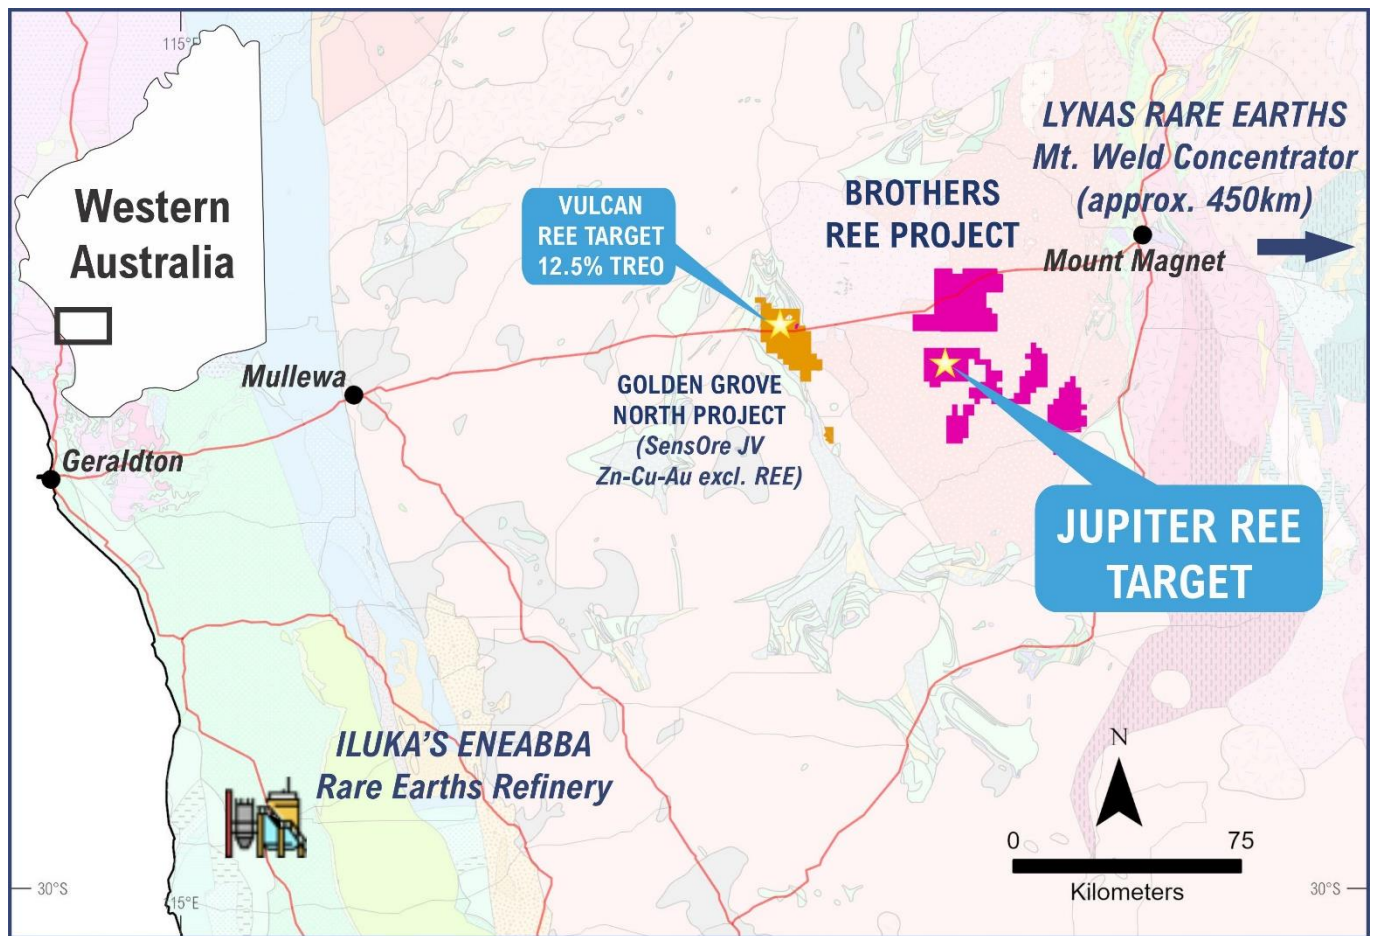 115°E
Western
Australia
LYNAS RARE EARTHS
Mt. Weld Concentrator
(approx. 450km)
VULCAN
REE TARGET
12.5% TREO
BROTHERS
REE PROJECT
Mount Magnet
Mullewa
GOLDEN GROVE
NORTH PROJECT
(SensOre JV
Zn-Cu-Au excl. REE)
Geraldton
JUPITER REE
TARGET
ILUKA'S ENEABBA
Rare Earths Refinery
N
0 75
Kilometers
30°S
115°E
30°S